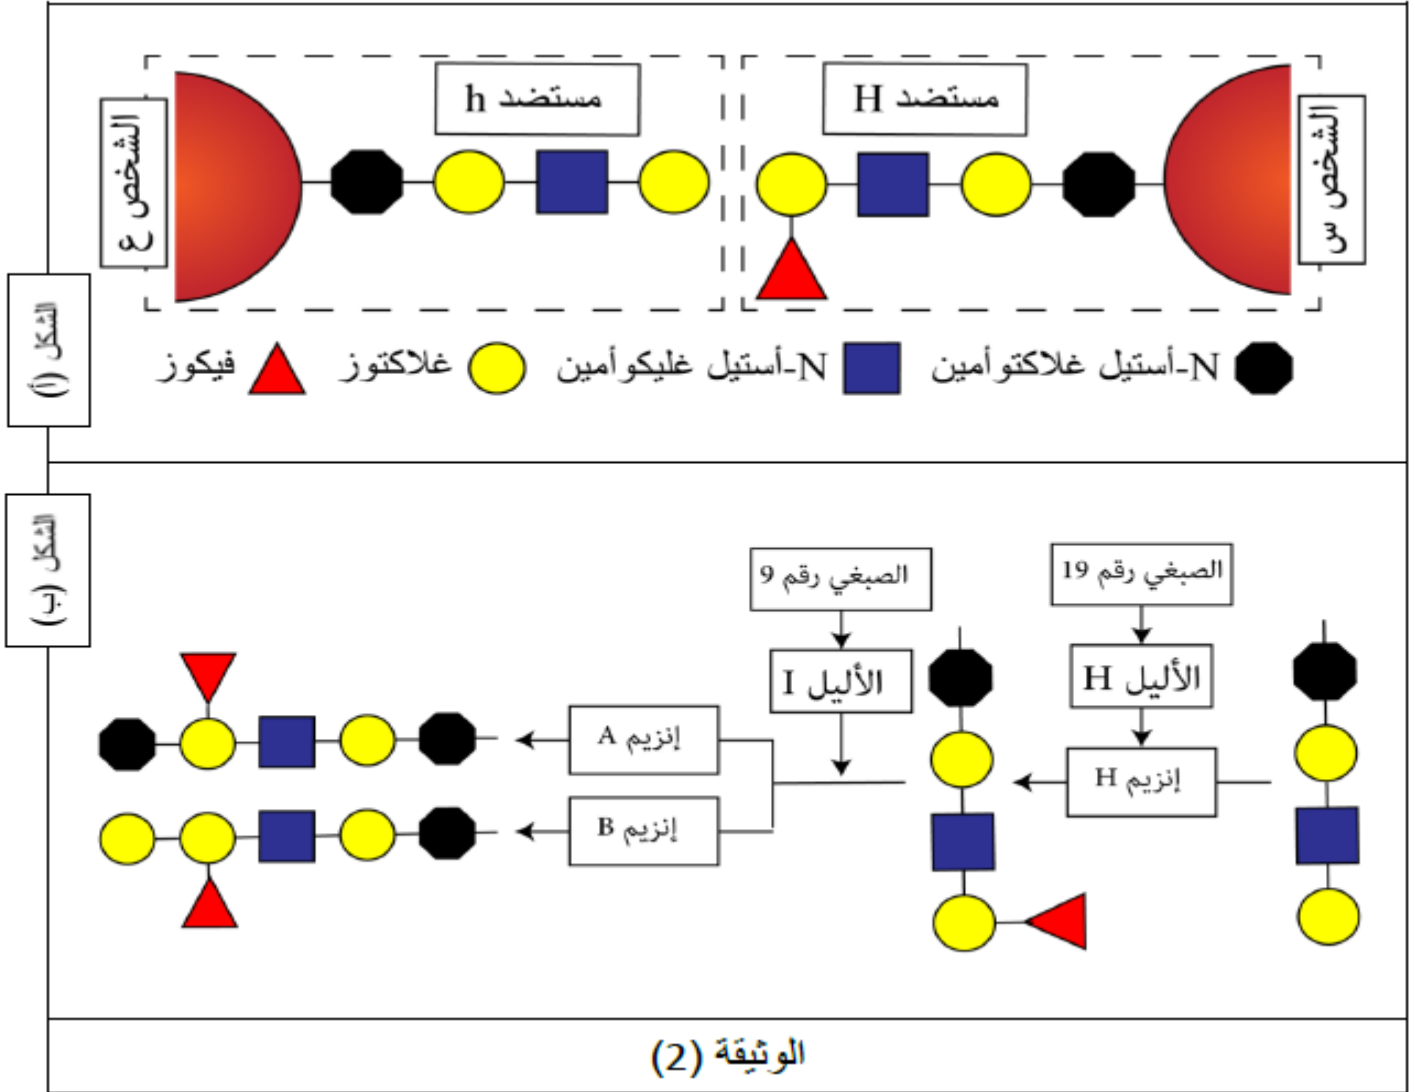 مستضد H
مستضد h
الشخص س
الشخص ع
N-أستيل غلاكتوأمين
N-أستيل غليكوأمين
غلاكتوز
فيكوز
الشكل (أ)
الشكل (ب)
الصبغي رقم 19
الصبغي رقم 9
الأليل H
الأليل I
إنزيم H
إنزيم A
إنزيم B
الوثيقة (2)